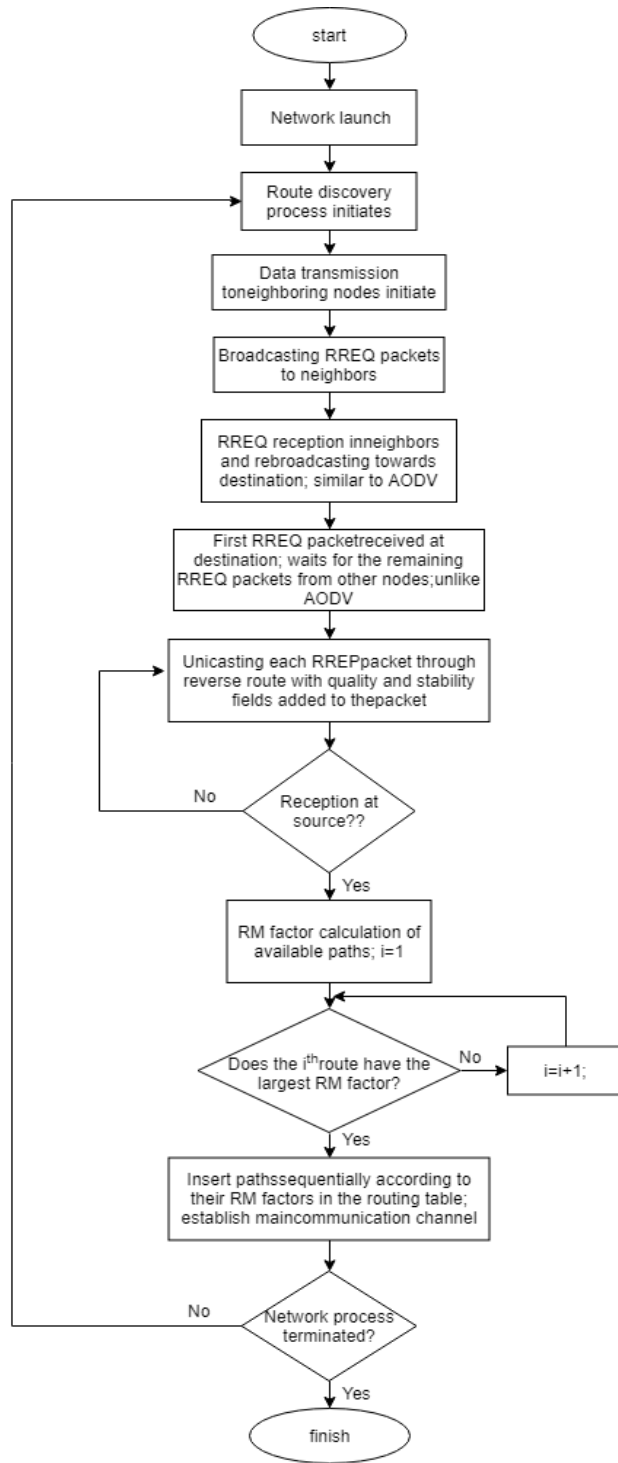 start
Network launch
Route discovery
process initiates
Data transmission
toneighboring nodes initiate
Broadcasting RREQ packets
to neighbors
RREQ reception inneighbors
and rebroadcasting towards
destination; similar to AODV
First RREQ packetreceived at
destination; waits for the remaining
RREQ packets from other nodes;unlike
AODV
Unicasting each RREPpacket through
reverse route with quality and stability
fields added to thepacket
No
Reception at
source??
Yes
RM factor calculation of
available paths; i=1
Does the i^th route have the
largest RM factor?
No
i=i+1;
Yes
Insert pathssequentially according to
their RM factors in the routing table;
establish maincommunication channel
No
Network process
terminated?
Yes
finish